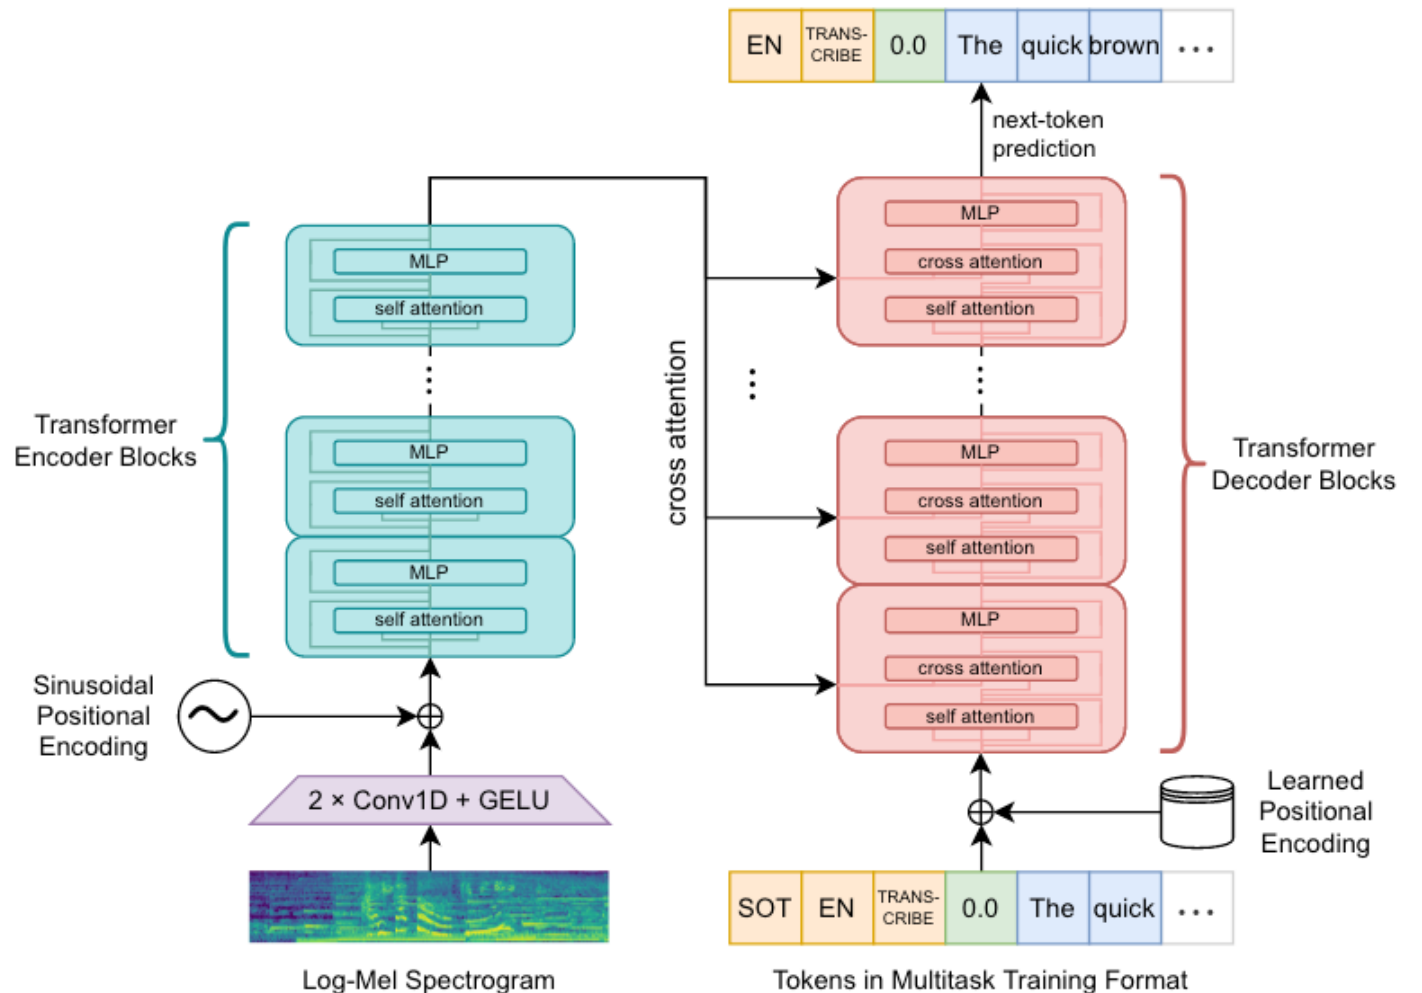 EN TRANS-CRIBE 0.0 The quick brown ...
next-token
prediction
MLP
cross attention
self attention
MLP
self attention
Transformer
Encoder Blocks
MLP
self attention
MLP
self attention
cross attention
MLP
cross attention
self attention
MLP
cross attention
self attention
Transformer
Decoder Blocks
Sinusoidal
Positional
Encoding
2 × Conv1D + GELU
Learned
Positional
Encoding
SOT EN TRANS-CRIBE 0.0 The quick ...
Log-Mel Spectrogram
Tokens in Multitask Training Format